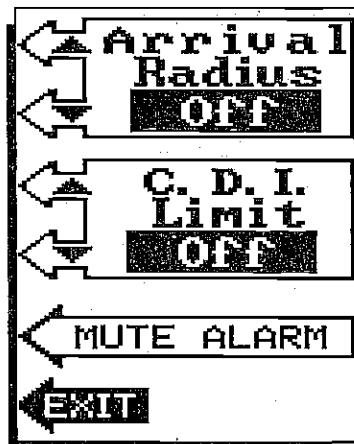 Arrival
Radius
Off
C. D. I.
Limit
Off
MUTE ALARM
EXIT